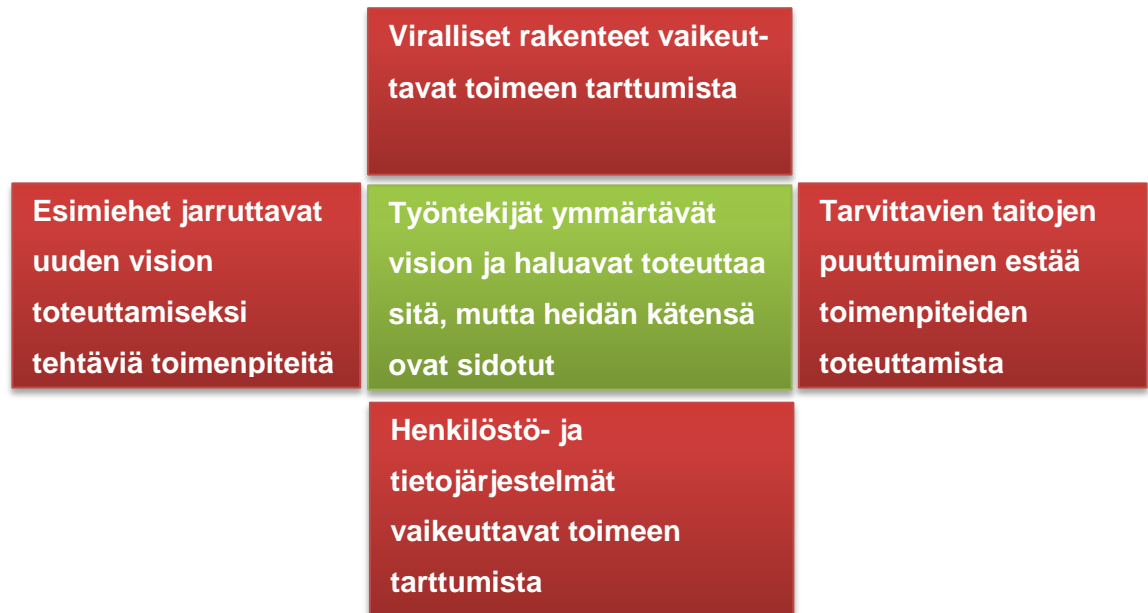 Viralliset rakenteet vaikeut-
tavat toimeen tarttumista
Esimiehet jarruttavat
uuden vision
toteuttamiseksi
tehtäviä toimenpiteitä
Työntekijät ymmärtävät
vision ja haluavat toteuttaa
sitä, mutta heidän kätensä
ovat sidotut
Tarvittavien taitojen
puuttuminen estää
toimenpiteiden
toteuttamista
Henkilöstö- ja
tietojärjestelmät
vaikeuttavat toimeen
tarttumista